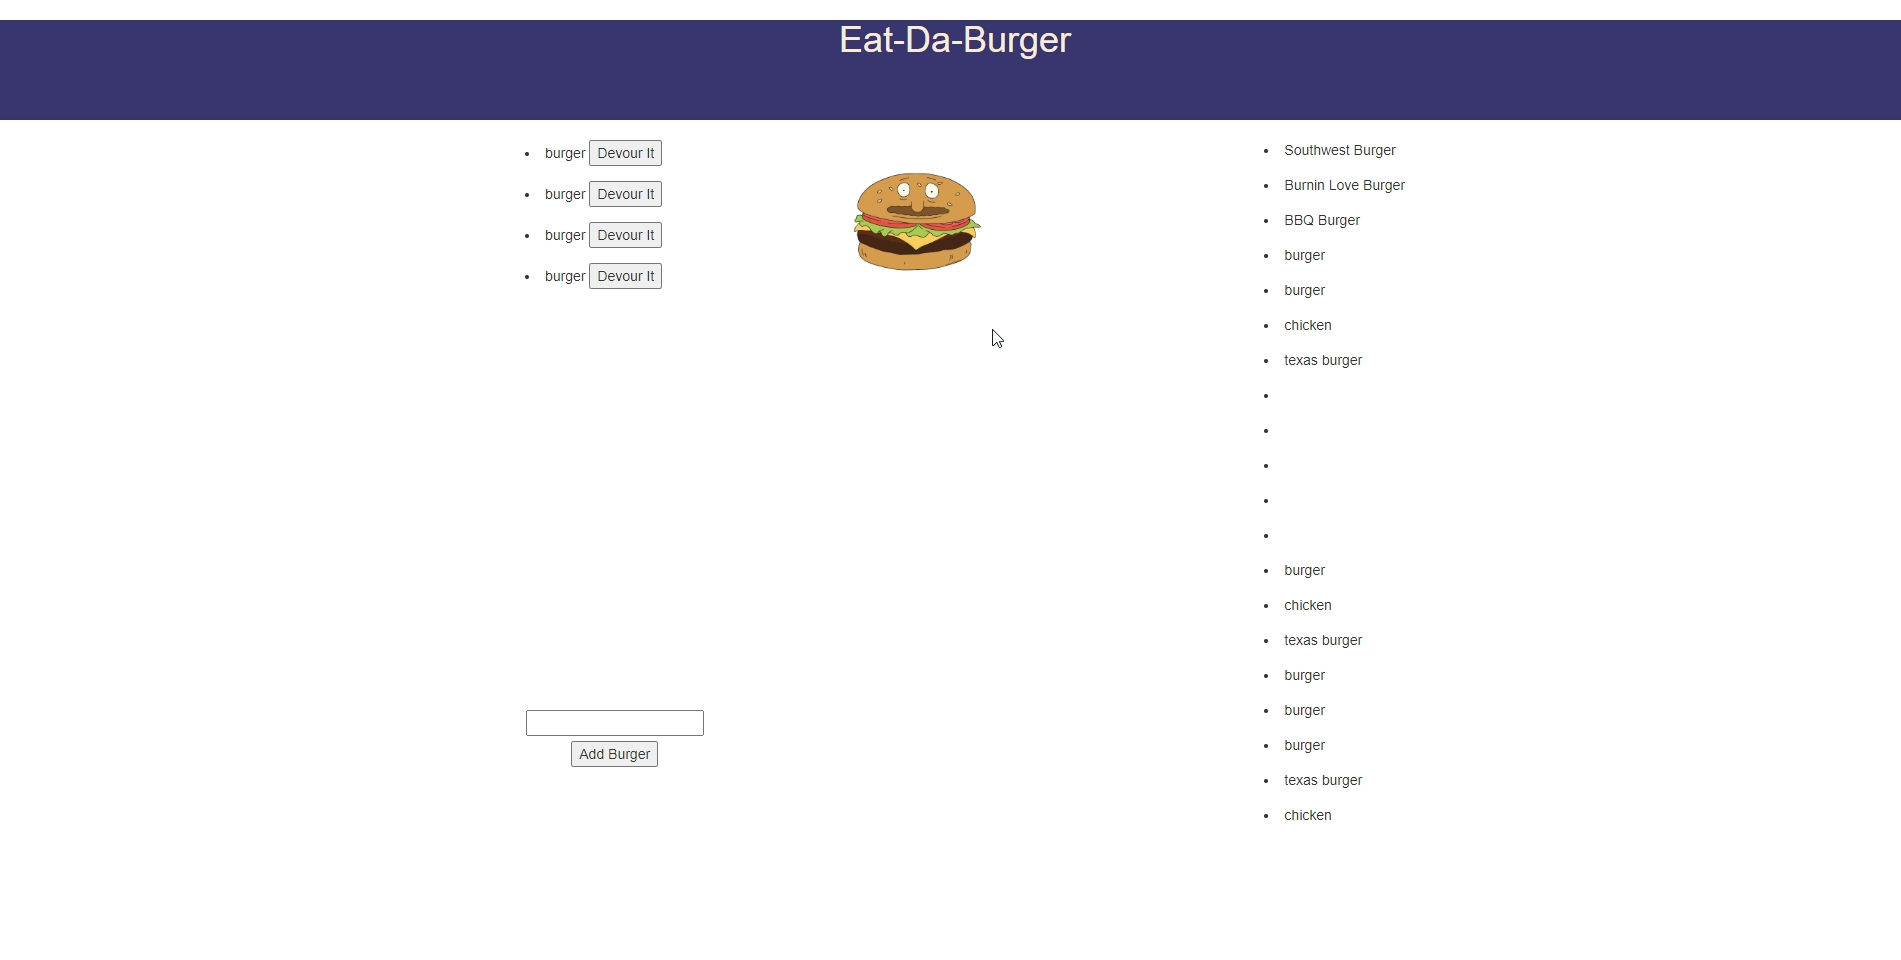 Eat-Da-Burger
burger Devour It
burger Devour It
burger Devour It
burger Devour It
Add Burger
Southwest Burger
Burnin Love Burger
BBQ Burger
burger
burger
chicken
texas burger
burger
chicken
texas burger
burger
burger
burger
texas burger
chicken